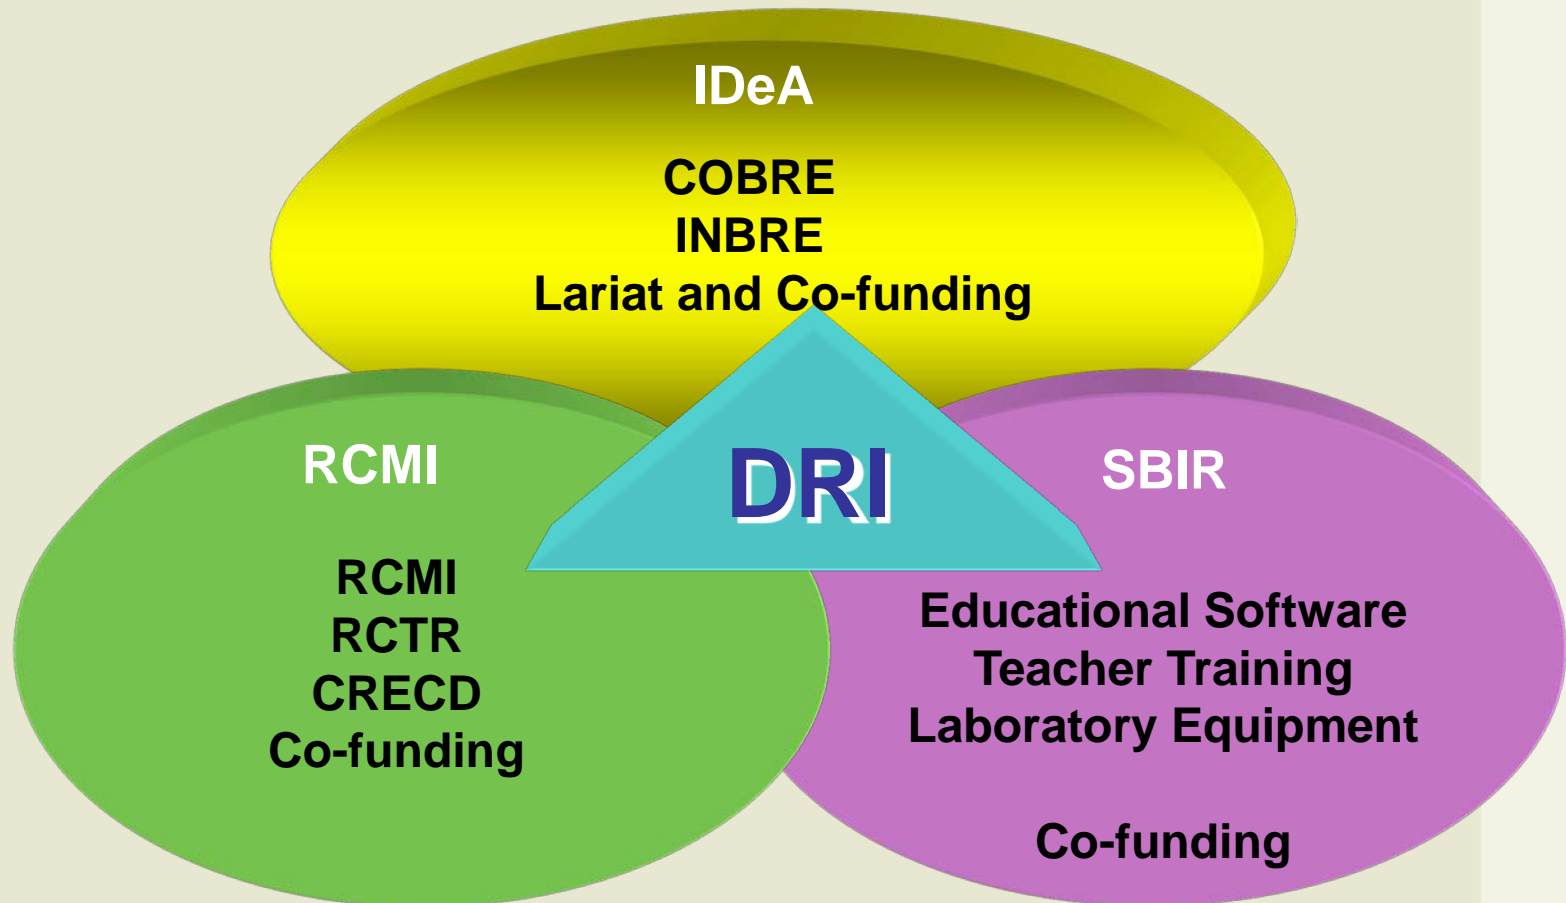 IDeA
COBRE
INBRE
Lariat and Co-funding
DRI
RCMI
RCMI
RCTR
CRECD
Co-funding
SBIR
Educational Software
Teacher Training
Laboratory Equipment
Co-funding